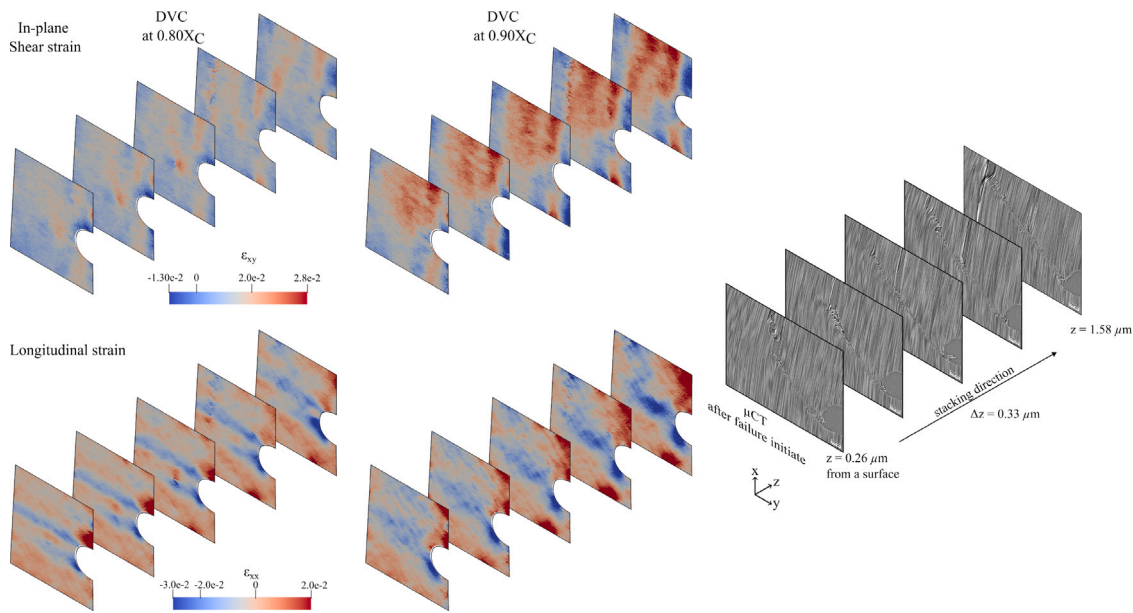 In-plane
Shear strain
DVC
at 0.80X_C
DVC
at 0.90X_C
ε_xy
-1.30e-2 0 2.0e-2 2.8e-2
Longitudinal strain
ε_xx
-3.0e-2 -2.0e-2 0 2.0e-2
μCT
after failure initiate
z = 0.26 μm
from a surface
stacking direction
Δz = 0.33 μm
z = 1.58 μm
x
z
y